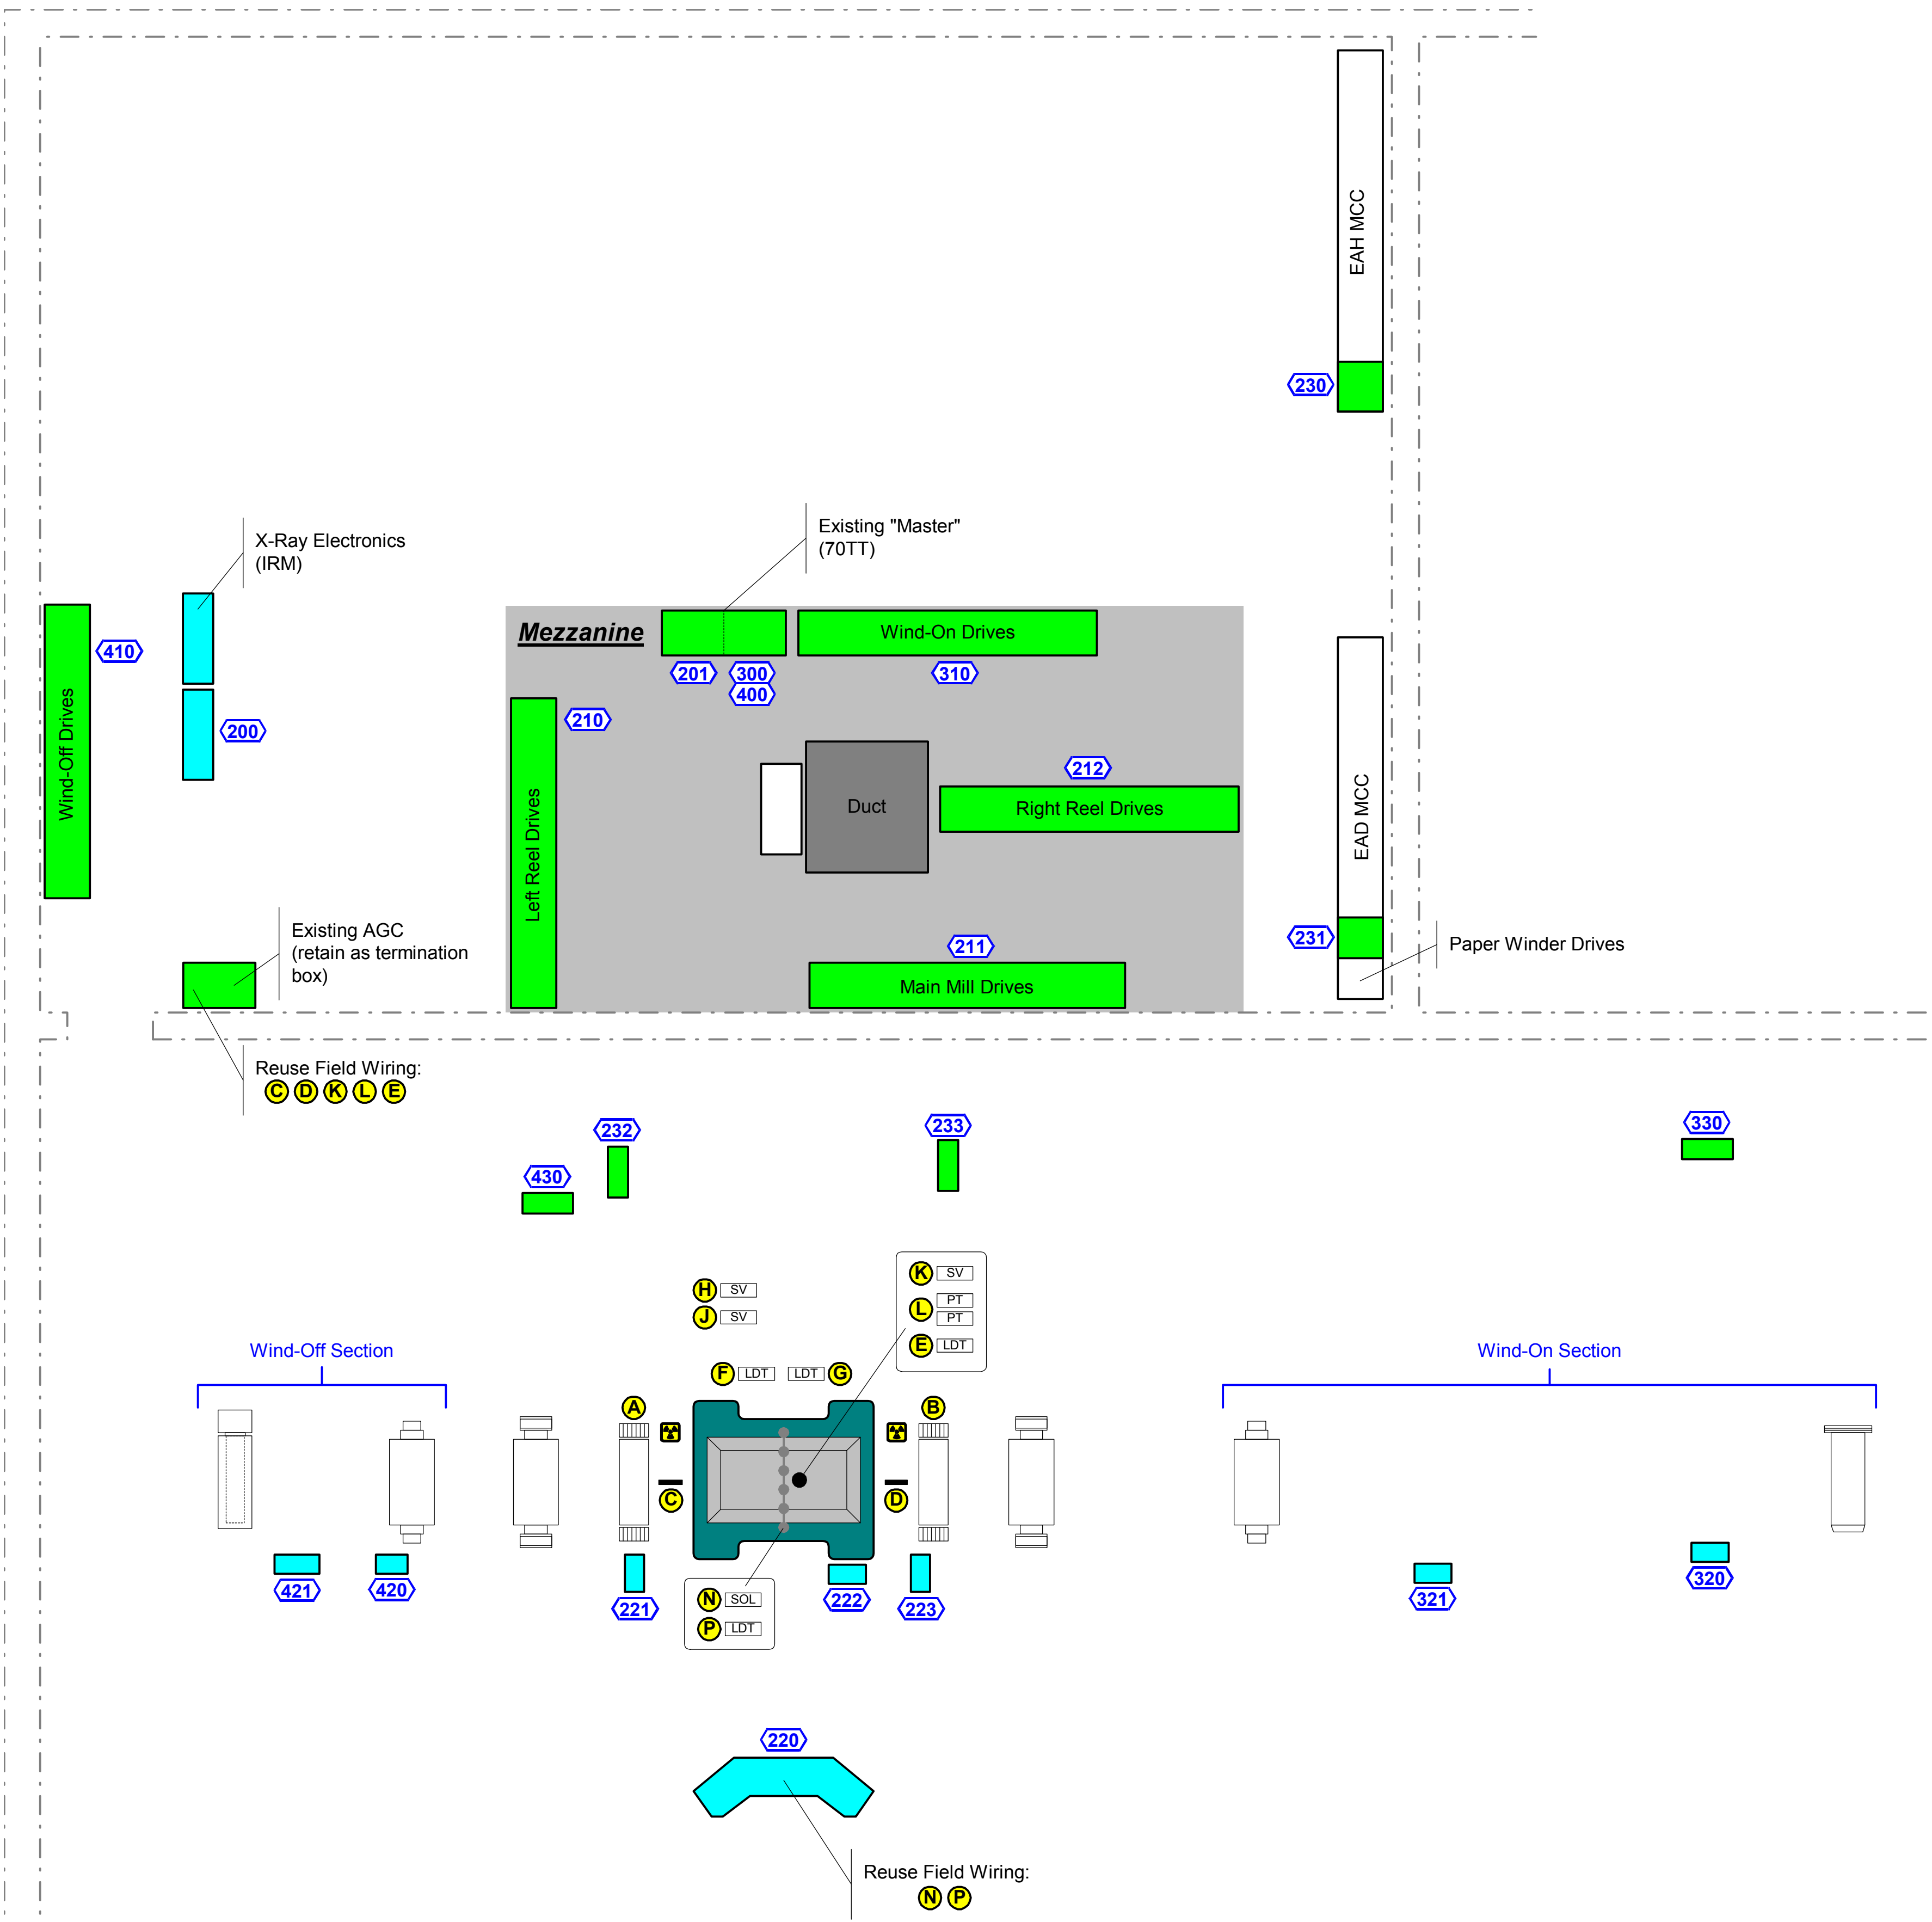 EAH MCC
230
X-Ray Electronics
(IRM)
Existing "Master"
(70TT)
Mezzanine
Wind-On Drives
410
201
300
400
310
Wind-Off Drives
200
210
Left Reel Drives
212
Duct
Right Reel Drives
EAD MCC
Existing AGC
(retain as termination
box)
211
Main Mill Drives
231
Paper Winder Drives
Reuse Field Wiring:
C D K L E
232
233
330
430
K SV
L PT
PT
E LDT
H SV
J SV
Wind-Off Section
Wind-On Section
F LDT
LDT G
A
B
C
D
421
420
221
222
223
321
320
N SOL
P LDT
220
Reuse Field Wiring:
N P